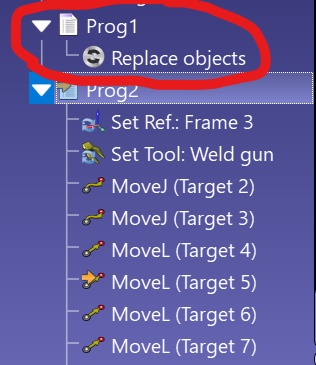 Prog1
Replace objects
Prog2
Set Ref.: Frame 3
Set Tool: Weld gun
MoveJ (Target 2)
MoveJ (Target 3)
MoveL (Target 4)
MoveL (Target 5)
MoveL (Target 6)
MoveL (Target 7)